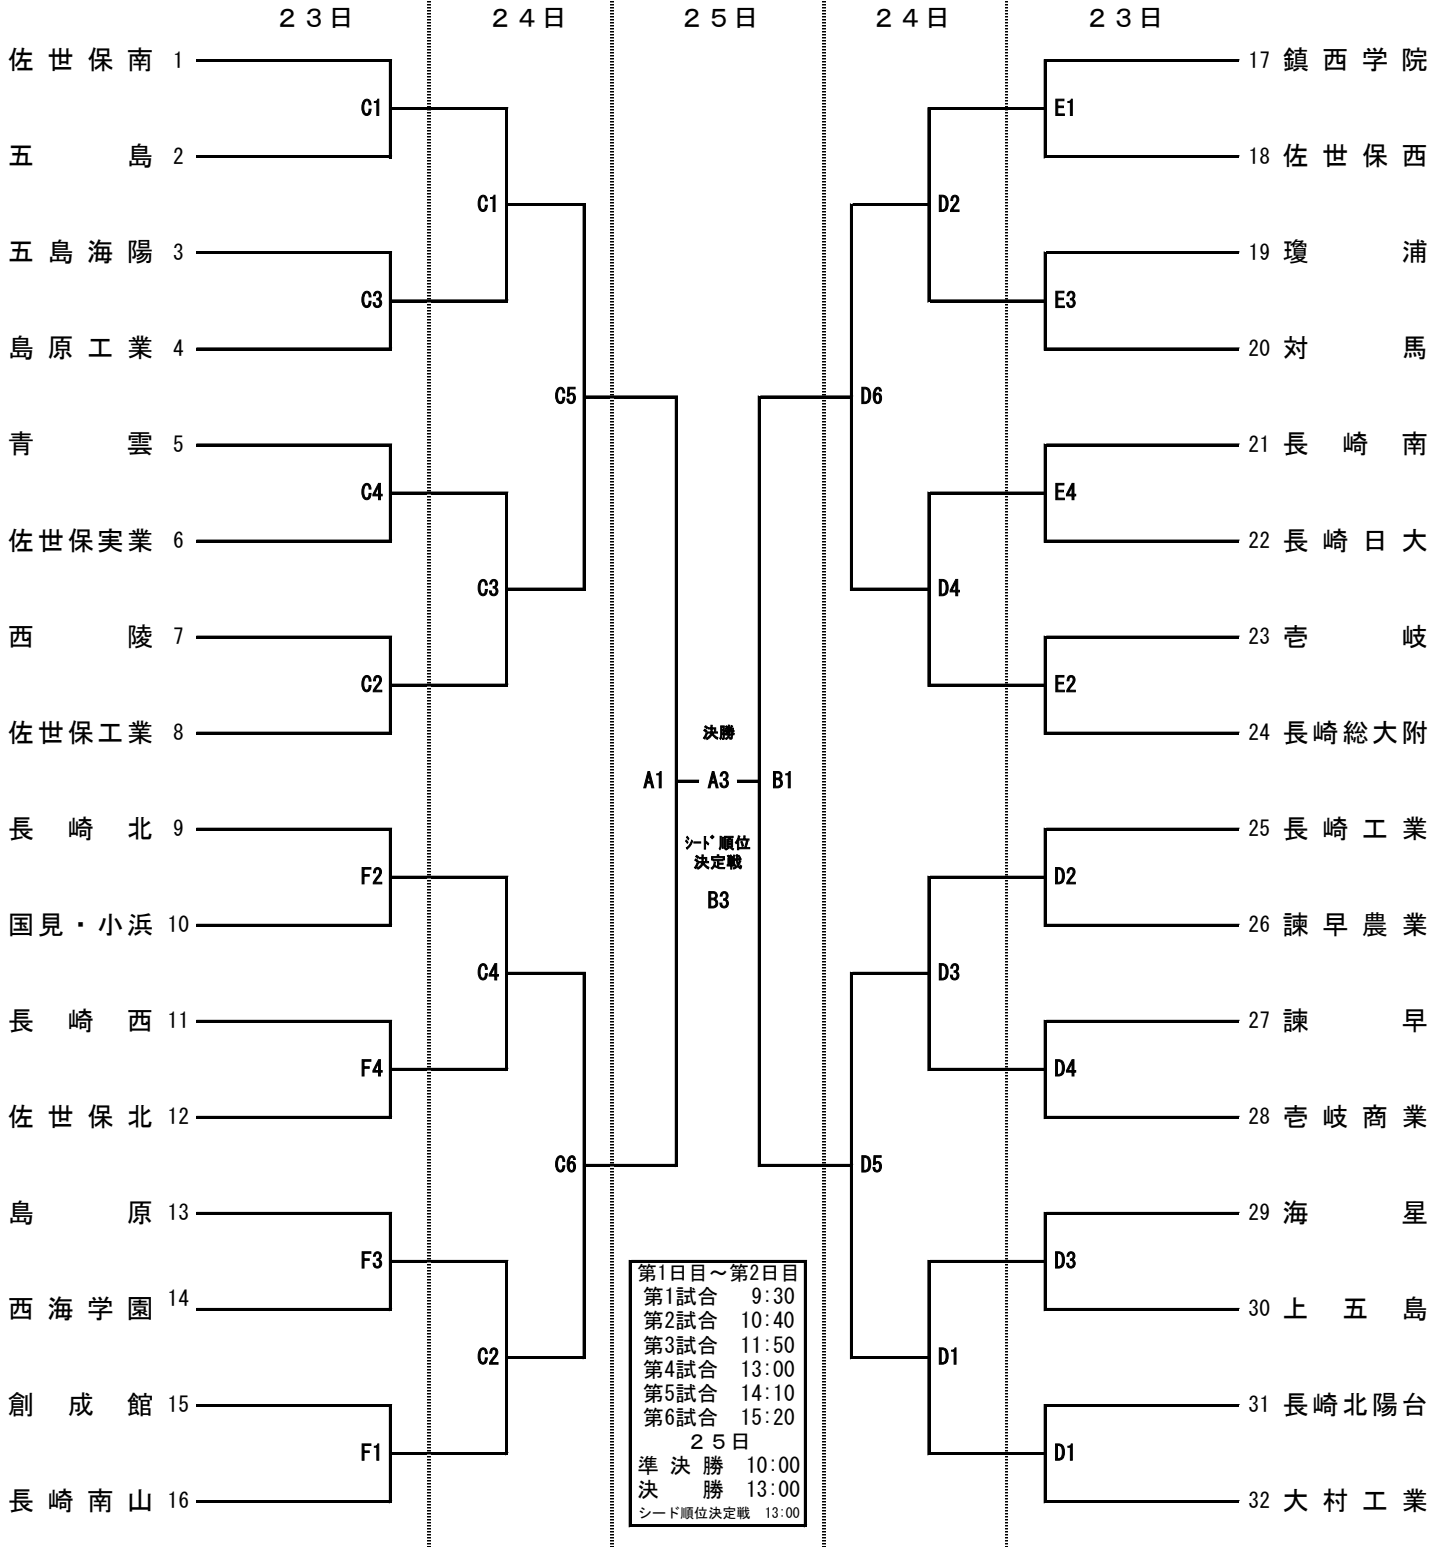 ２３日 ２４日 ２５日 ２４日 ２３日
佐世保南 1
C1
五島 2
C1
五島海陽 3
C3
島原工業 4
C5
青雲 5
C4
佐世保実業 6
C3
西陵 7
C2
佐世保工業 8
長崎北 9
F2
国見・小浜 10
C4
長崎西 11
F4
佐世保北 12
C6
島原 13
F3
西海学園 14
C2
創成館 15
F1
長崎南山 16
決勝
A1 A3 B1
シード順位
決定戦
B3
17 鎮西学院
E1
18 佐世保西
D2
19 瓊浦
E3
20 対馬
D6
21 長崎南
E4
22 長崎日大
D4
23 壱岐
E2
24 長崎総大附
25 長崎工業
D2
26 諫早農業
D3
27 諫早
D4
28 壱岐商業
D5
29 海星
D3
30 上五島
D1
31 長崎北陽台
D1
32 大村工業
第1日目～第2日目
第1試合 9:30
第2試合 10:40
第3試合 11:50
第4試合 13:00
第5試合 14:10
第6試合 15:20
２５日
準決勝 10:00
決勝 13:00
シード順位決定戦 13:00